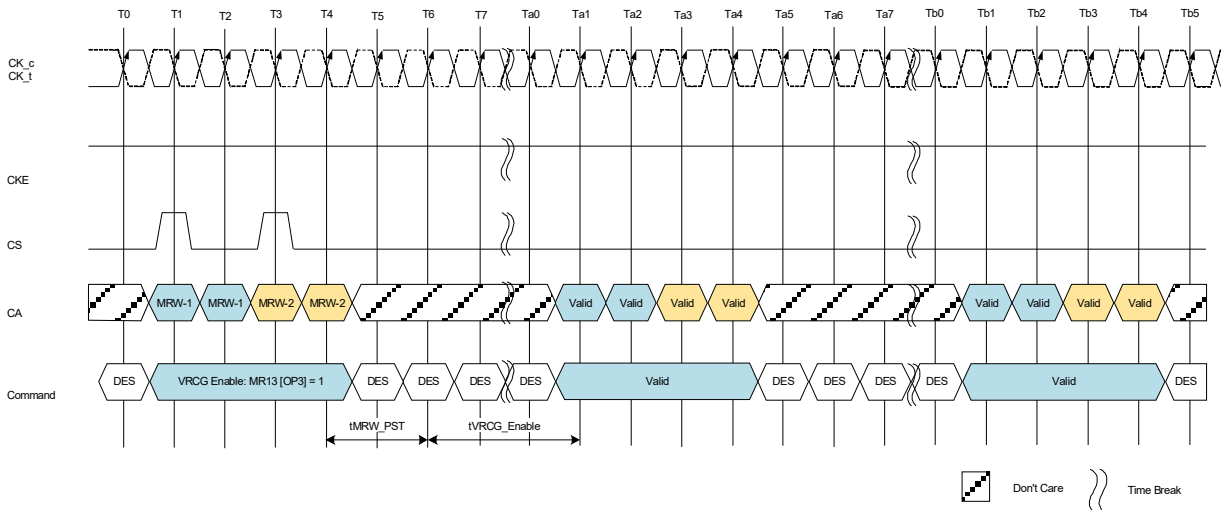 T0 T1 T2 T3 T4 T5 T6 T7 Ta0 Ta1 Ta2 Ta3 Ta4 Ta5 Ta6 Ta7 Tb0 Tb1 Tb2 Tb3 Tb4 Tb5
CK_c
CK_t
CKE
CS
CA MRW-1 MRW-1 MRW-2 MRW-2 Valid Valid Valid Valid Valid Valid Valid Valid
Command DES VRCG Enable: MR13 [OP3] = 1 DES DES DES DES Valid DES DES DES DES Valid DES
tMRW_PST tVRCG_Enable
Don't Care Time Break